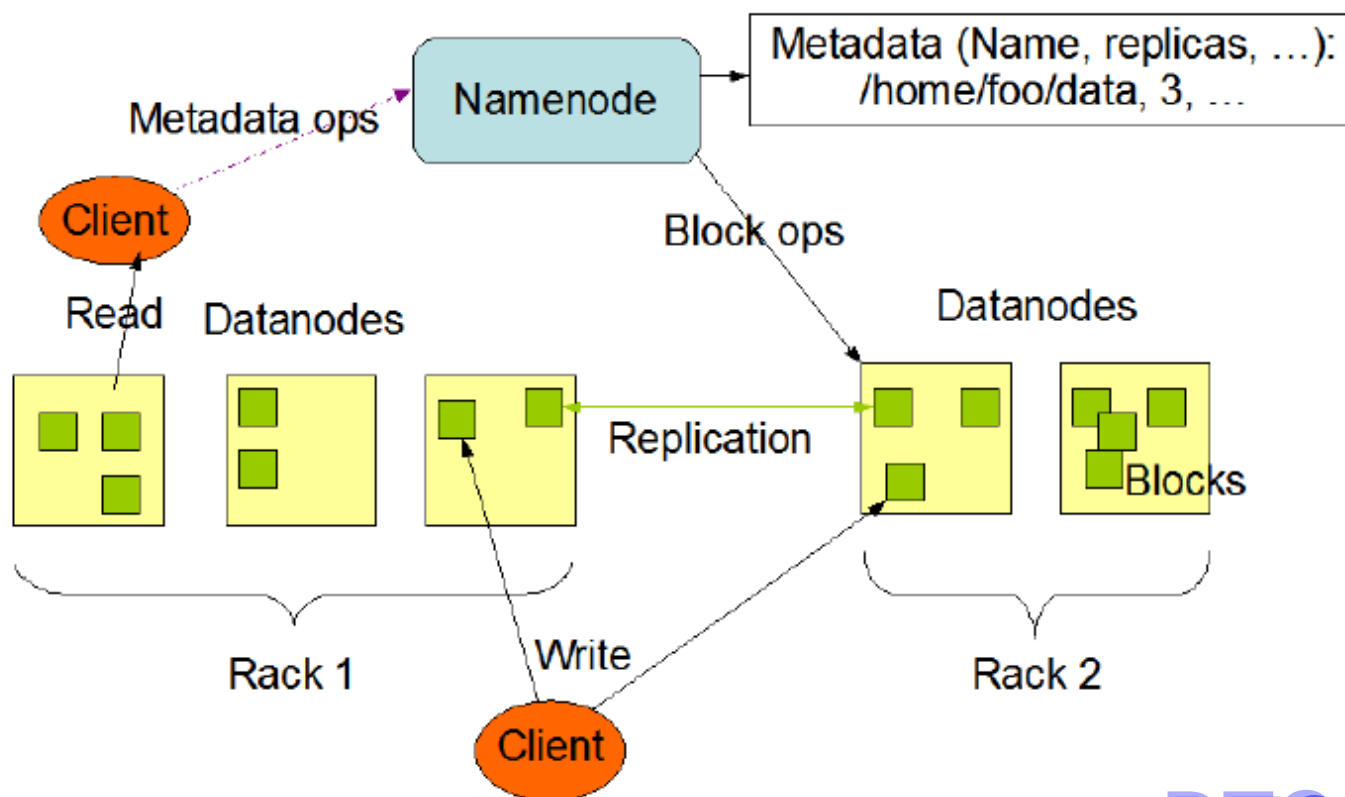 Metadata (Name, replicas, ...):
/home/foo/data, 3, ...
Namenode
Metadata ops
Client
Block ops
Read
Datanodes
Datanodes
Replication
Blocks
Rack 1
Write
Rack 2
Client